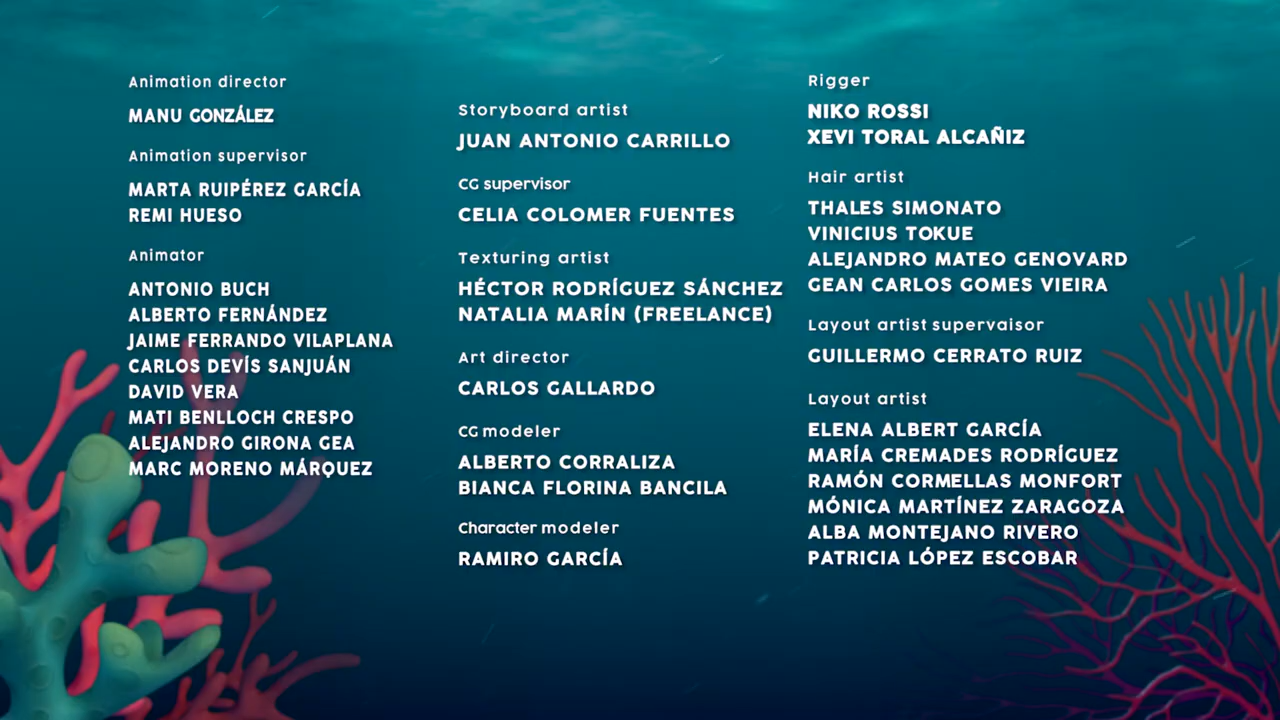 Animation director
MANU GONZÁLEZ
Animation supervisor
MARTA RUIPÉREZ GARCÍA
REMI HUESO
Animator
ANTONIO BUCH
ALBERTO FERNÁNDEZ
JAIME FERRANDO VILAPLANA
CARLOS DEVÍS SANJUÁN
DAVID VERA
MATI BENLLOCH CRESPO
ALEJANDRO GIRONA GEA
MARC MORENO MÁRQUEZ
Storyboard artist
JUAN ANTONIO CARRILLO
CG supervisor
CELIA COLOMER FUENTES
Texturing artist
HÉCTOR RODRÍGUEZ SÁNCHEZ
NATALIA MARÍN (FREELANCE)
Art director
CARLOS GALLARDO
CG modeler
ALBERTO CORRALIZA
BIANCA FLORINA BANCILA
Character modeler
RAMIRO GARCÍA
Rigger
NIKO ROSSI
XEVI TORAL ALCAÑIZ
Hair artist
THALES SIMONATO
VINICIUS TOKUE
ALEJANDRO MATEO GENOVARD
GEAN CARLOS GOMES VIEIRA
Layout artist supervaisor
GUILLERMO CERRATO RUIZ
Layout artist
ELENA ALBERT GARCÍA
MARÍA CREMADES RODRÍGUEZ
RAMÓN CORMELLAS MONFORT
MÓNICA MARTÍNEZ ZARAGOZA
ALBA MONTEJANO RIVERO
PATRICIA LÓPEZ ESCOBAR